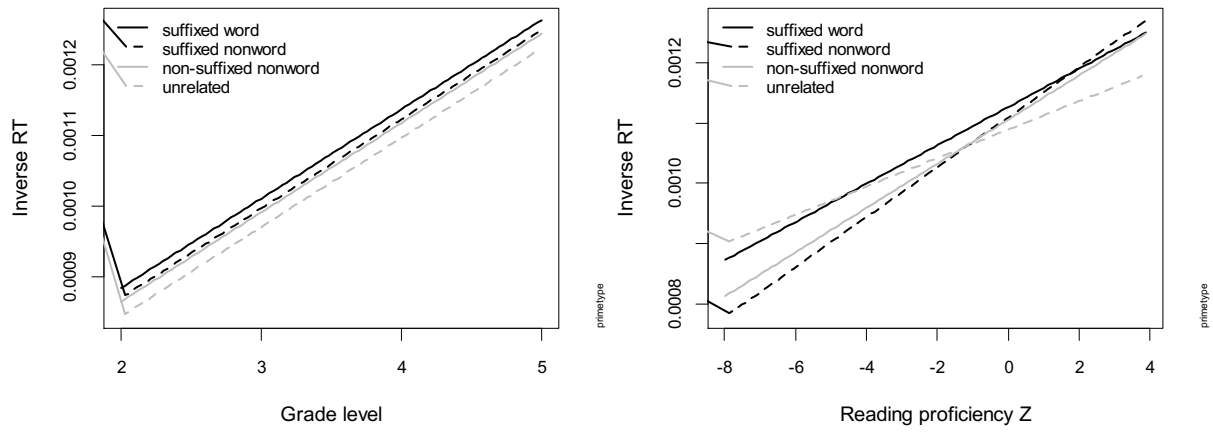 suffixed word
suffixed nonword
non-suffixed nonword
unrelated
Inverse RT
0.0012
0.0011
0.0010
0.0009
2 3 4 5
Grade level
primetype
suffixed word
suffixed nonword
non-suffixed nonword
unrelated
Inverse RT
0.0012
0.0010
0.0008
-8 -6 -4 -2 0 2 4
Reading proficiency Z
primetype